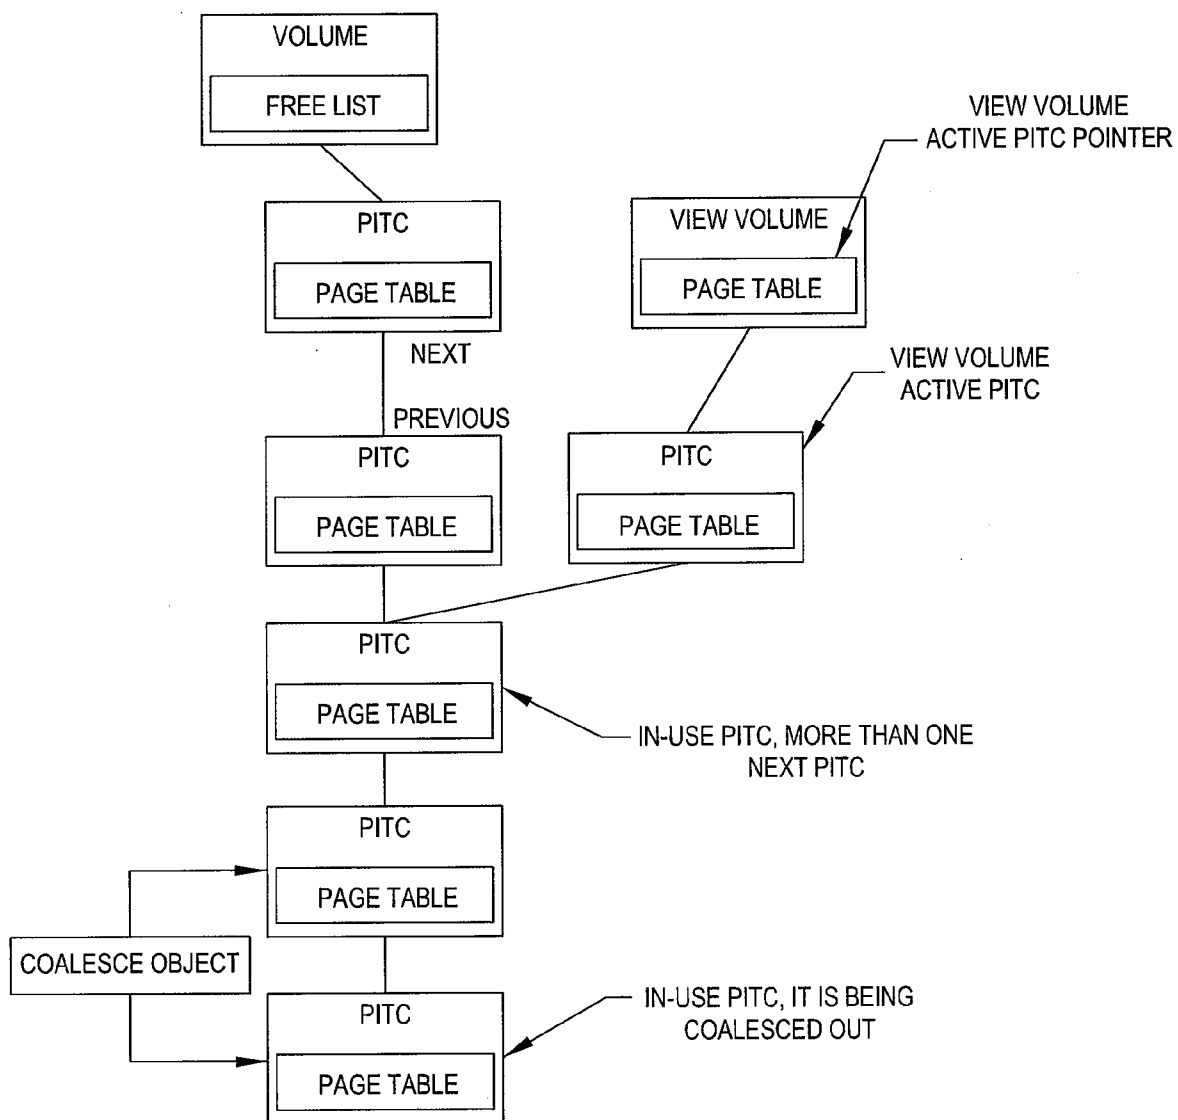 VOLUME
FREE LIST
VIEW VOLUME
ACTIVE PITC POINTER
PITC
PAGE TABLE
VIEW VOLUME
PAGE TABLE
NEXT
VIEW VOLUME
ACTIVE PITC
PREVIOUS
PITC
PAGE TABLE
PITC
PAGE TABLE
PITC
PAGE TABLE
IN-USE PITC, MORE THAN ONE
NEXT PITC
PITC
PAGE TABLE
COALESCE OBJECT
PITC
PAGE TABLE
IN-USE PITC, IT IS BEING
COALESCED OUT